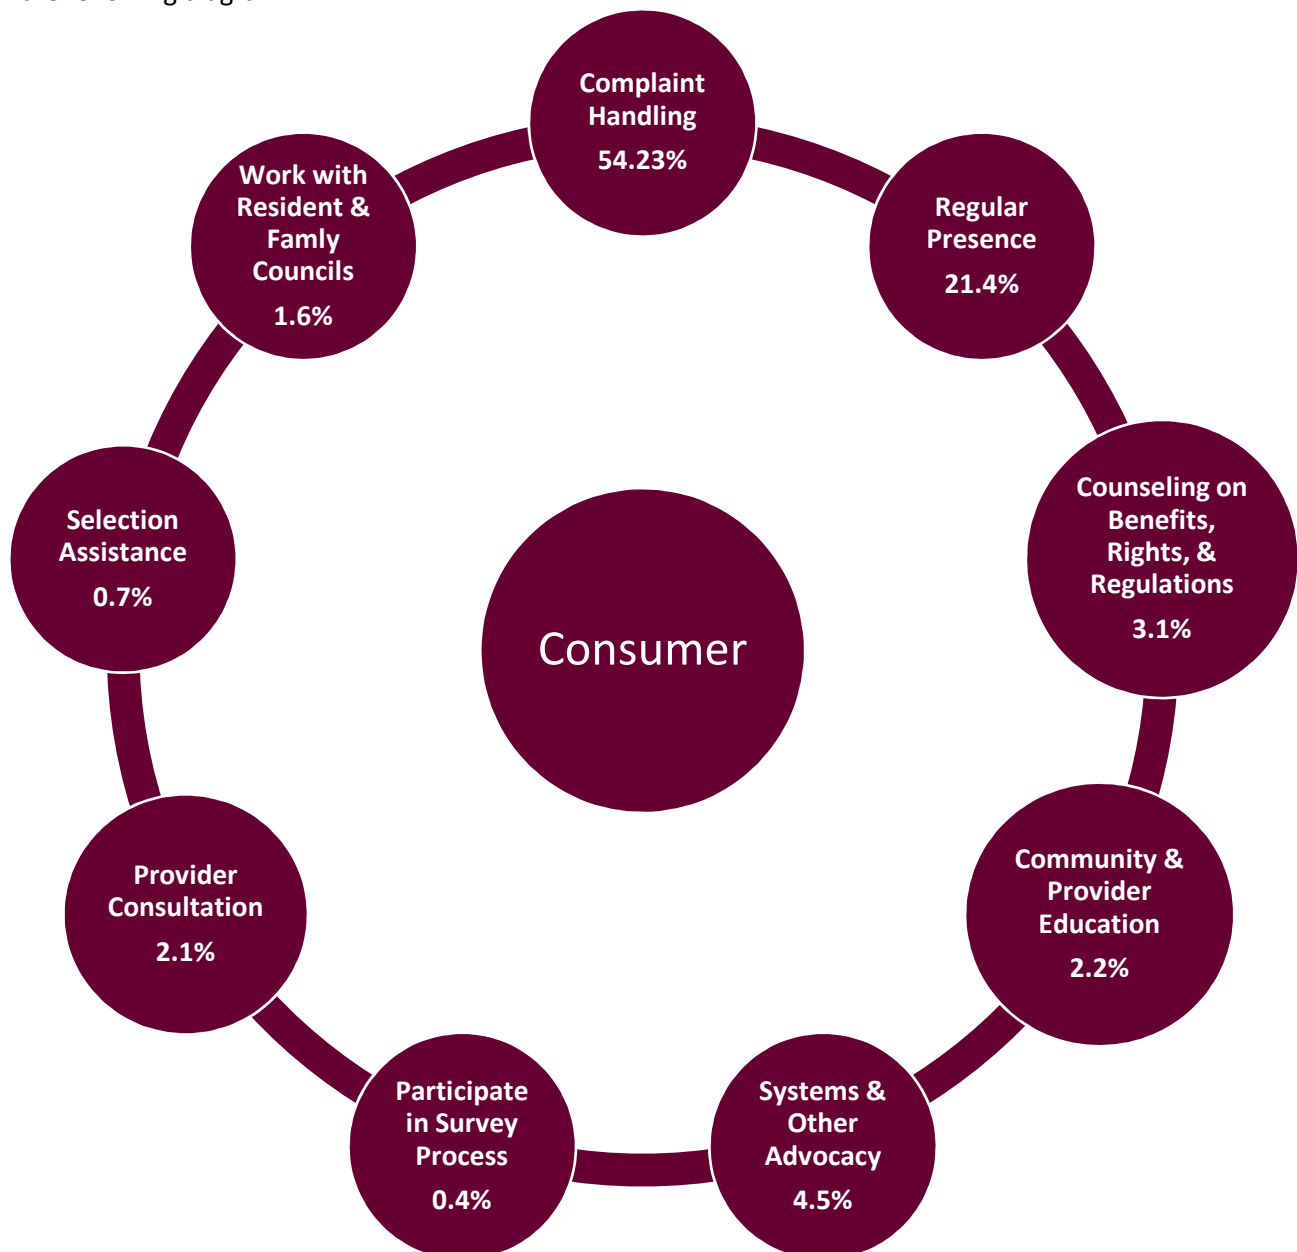 Complaint
Handling
54.23%
Regular
Presence
21.4%
Counseling on
Benefits,
Rights, &
Regulations
3.1%
Community &
Provider
Education
2.2%
Systems &
Other
Advocacy
4.5%
Participate
in Survey
Process
0.4%
Provider
Consultation
2.1%
Selection
Assistance
0.7%
Work with
Resident &
Famly
Councils
1.6%
Consumer